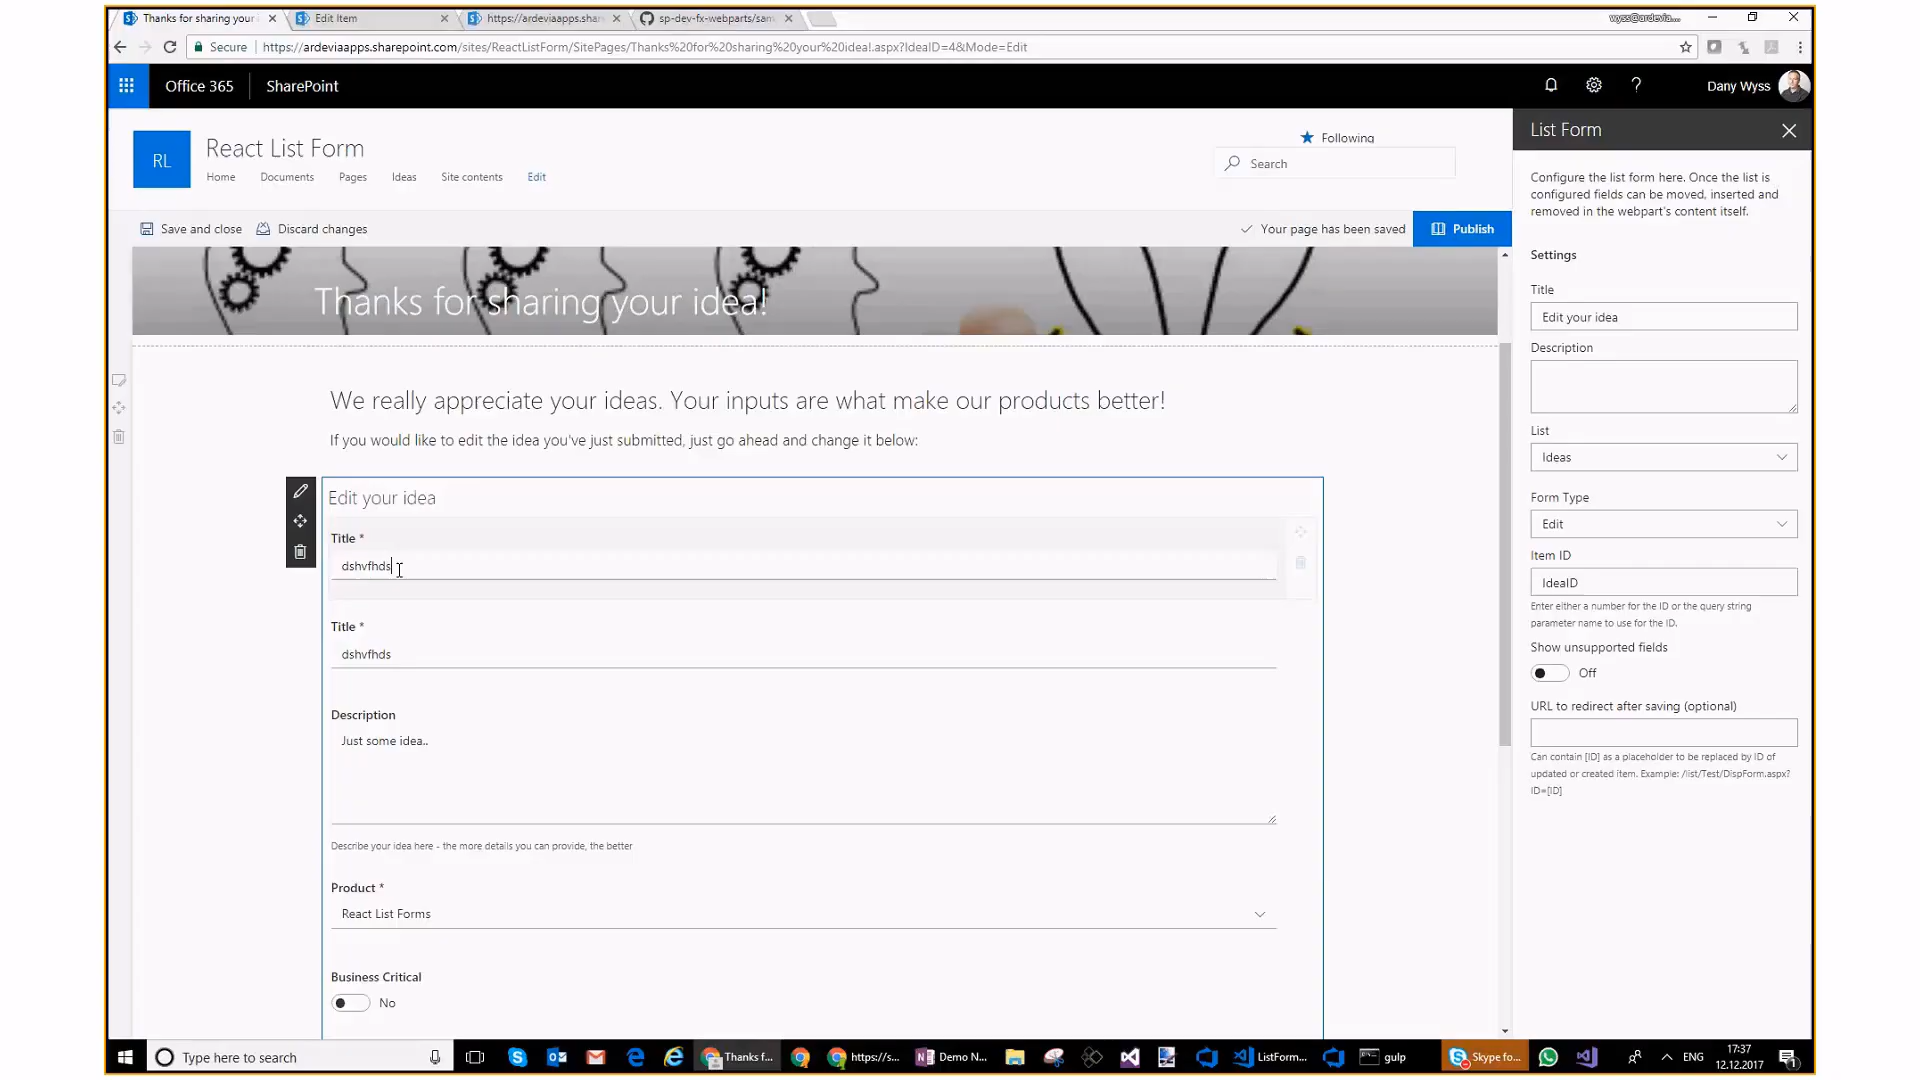 Thanks for sharing your
Edit Item
https://ardeviaapps.shar
sp-dev-fx-webparts/sam
wyss@ardevia...
Secure
https://ardeviaapps.sharepoint.com/sites/ReactListForm/SitePages/Thanks%20for%20sharing%20your%20idea!.aspx?IdeaID=4&Mode=Edit
Office 365
SharePoint
Dany Wyss
RL
React List Form
Home
Documents
Pages
Ideas
Site contents
Edit
Following
Search
Save and close
Discard changes
Your page has been saved
Publish
Thanks for sharing your idea!
We really appreciate your ideas. Your inputs are what make our products better!
If you would like to edit the idea you've just submitted, just go ahead and change it below:
Edit your idea
Title *
dshvfhds
Title *
dshvfhds
Description
Just some idea..
Describe your idea here - the more details you can provide, the better
Product *
React List Forms
Business Critical
No
List Form
Configure the list form here. Once the list is
configured fields can be moved, inserted and
removed in the webpart's content itself.
Settings
Title
Edit your idea
Description
List
Ideas
Form Type
Edit
Item ID
IdeaID
Enter either a number for the ID or the query string
parameter name to use for the ID.
Show unsupported fields
Off
URL to redirect after saving (optional)
Can contain [ID] as a placeholder to be replaced by ID of
updated or created item. Example: /list/Test/DispForm.aspx?
ID=[ID]
Type here to search
Thanks f...
https://s...
Demo N...
ListForm...
gulp
Skype fo...
ENG
17:37
12.12.2017
1